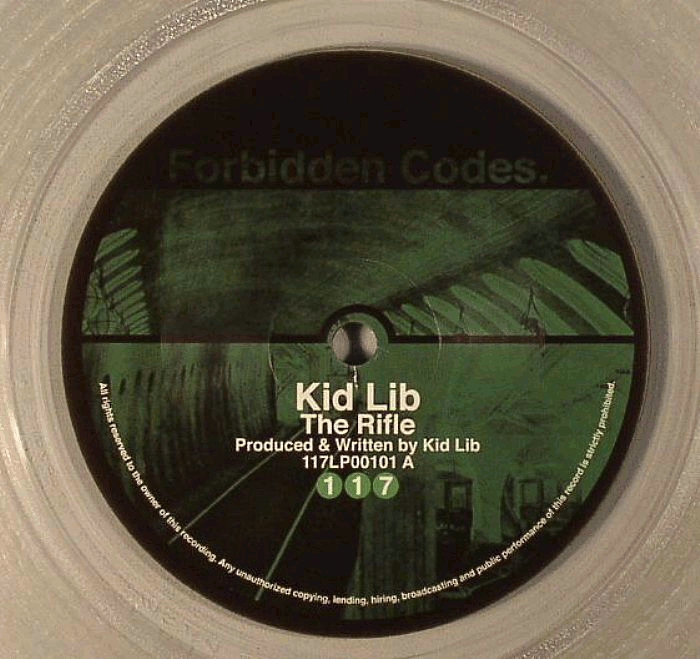 Forbidden Codes.
Kid Lib
The Rifle
Produced & Written by Kid Lib
117LP00101 A
117
All rights reserved to the owner of this recording. Any unauthorized copying, lending, hiring, broadcasting and public performance of this record is strictly prohibited.